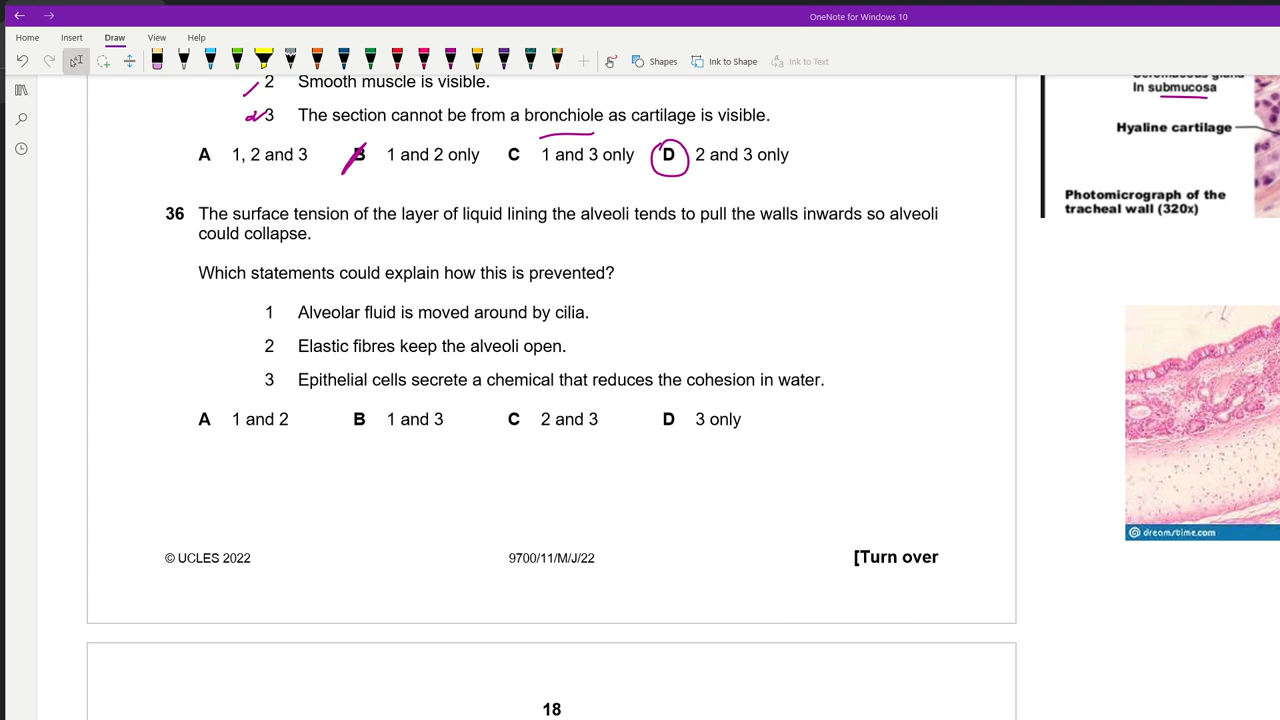 OneNote for Windows 10
Home Insert Draw View Help
Shapes Ink to Shape Ink to Text
2 Smooth muscle is visible.
3 The section cannot be from a bronchiole as cartilage is visible.
A 1, 2 and 3 B 1 and 2 only C 1 and 3 only D 2 and 3 only
36 The surface tension of the layer of liquid lining the alveoli tends to pull the walls inwards so alveoli
could collapse.
Which statements could explain how this is prevented?
1 Alveolar fluid is moved around by cilia.
2 Elastic fibres keep the alveoli open.
3 Epithelial cells secrete a chemical that reduces the cohesion in water.
A 1 and 2 B 1 and 3 C 2 and 3 D 3 only
© UCLES 2022 9700/11/M/J/22 [Turn over
18
In submucosa
Hyaline cartilage
Photomicrograph of the
tracheal wall (320x)
dreamstime.com